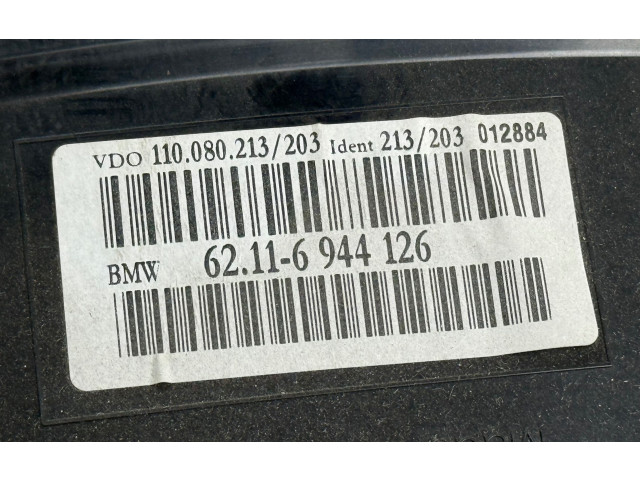 VDO 110.080.213/203 Ident 213/203 012884
BMW 62.11-6 944 126